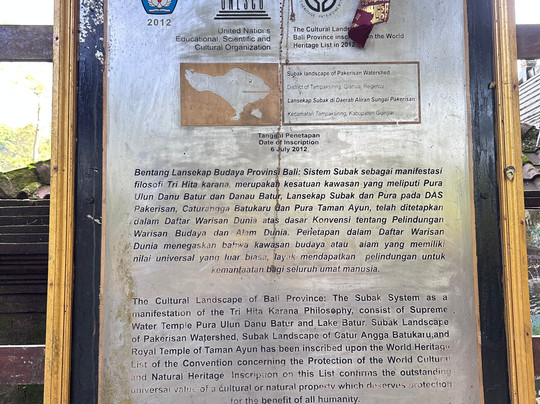 2012
UNESCO
United Nations
Educational, Scientific and
Cultural Organization
The Cultural Landscape of
Bali Province inscribed on the World
Heritage List in 2012
Subak landscape of Pakerisan Watershed
District of Tampaksiring, Gianyar Regency
Lansekap Subak di Daerah Aliran Sungai Pakerisan
Kecamatan Tampaksiring, Kabupaten Gianyar
Tanggal Penetapan
Date of Inscription
6 July 2012
Bentang Lansekap Budaya Provinsi Bali: Sistem Subak sebagai manifestasi
filosofi Tri Hita karana, merupakan kesatuan kawasan yang meliputi Pura
Ulun Danu Batur dan Danau Batur, Lansekap Subak dan Pura pada DAS
Pakerisan, Caturangga Batukaru dan Pura Taman Ayun, telah ditetapkan
dalam Daftar Warisan Dunia atas dasar Konvensi tentang Pelindungan
Warisan Budaya dan Alam Dunia. Penetapan dalam Daftar Warisan
Dunia menegaskan bahwa kawasan budaya atau alam yang memiliki
nilai universal yang luar biasa, layak mendapatkan pelindungan untuk
kemanfaatan bagi seluruh umat manusia.
The Cultural Landscape of Bali Province: The Subak System as a
manifestation of the Tri Hita Karana Philosophy, consist of Supreme
Water Temple Pura Ulun Danu Batur and Lake Batur, Subak Landscape
of Pakerisan Watershed, Subak Landscape of Catur Angga Batukaru,and
Royal Temple of Taman Ayun has been inscribed upon the World Heritage
List of the Convention concerning the Protection of the World Cultural
and Natural Heritage. Inscription on this List confirms the outstanding
universal value of a cultural or natural property which deserves protection
for the benefit of all humanity.